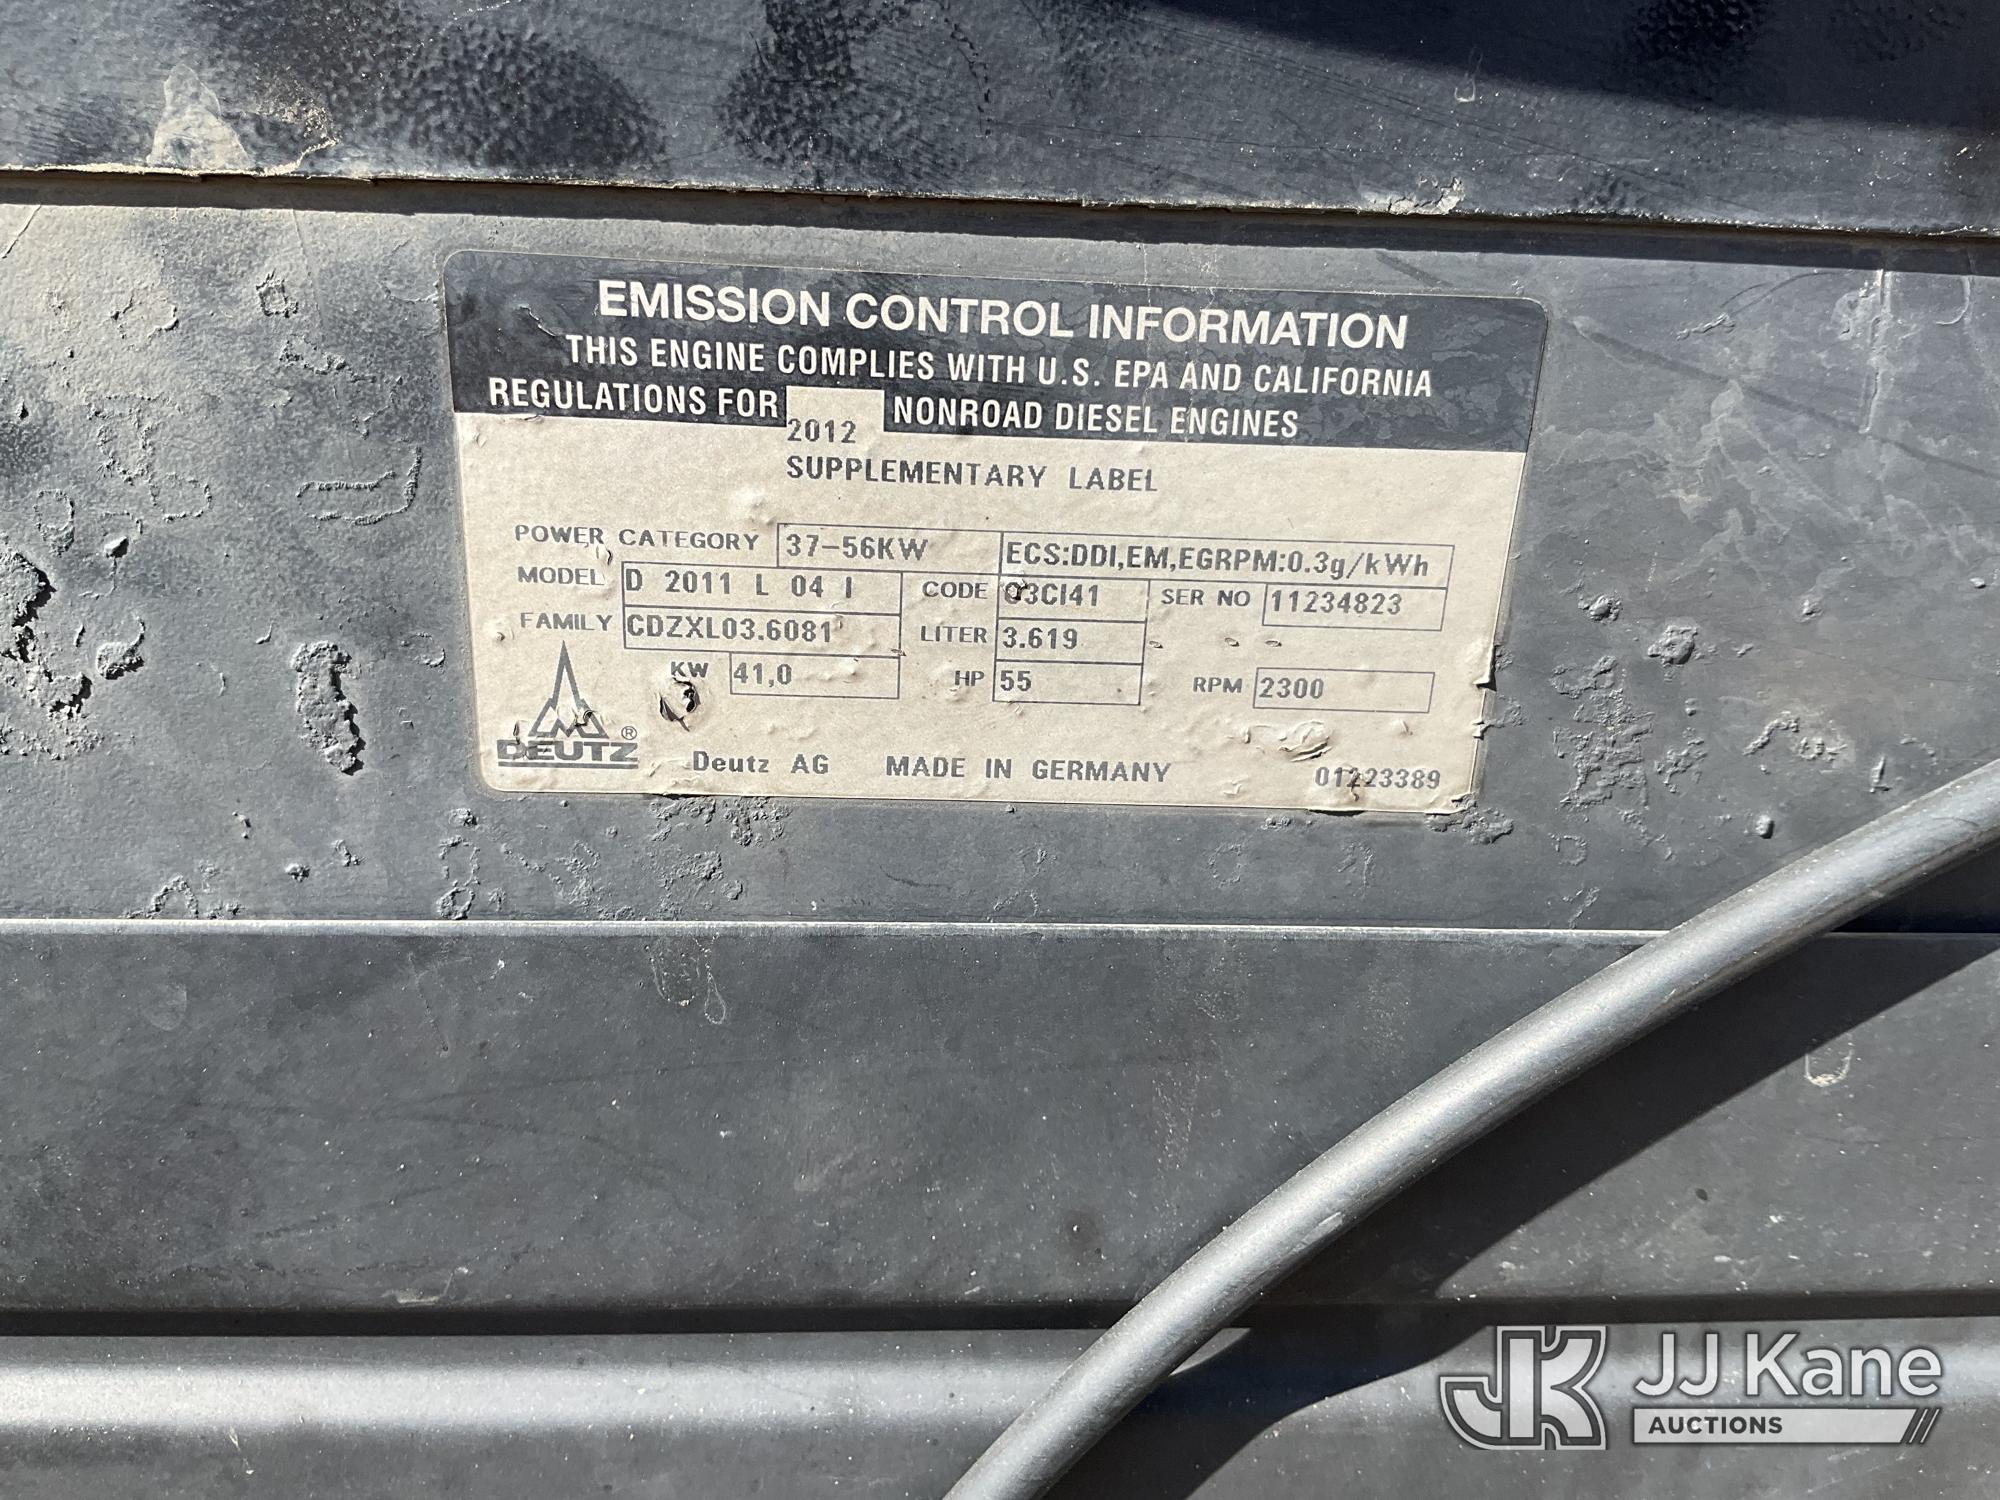 EMISSION CONTROL INFORMATION
THIS ENGINE COMPLIES WITH U.S. EPA AND CALIFORNIA
REGULATIONS FOR 2012 NONROAD DIESEL ENGINES
SUPPLEMENTARY LABEL
POWER CATEGORY 37-56KW ECS:DDI,EM,EGRPM:0.3g/kWh
MODEL D 2011 L 04 I CODE 03CI41 SER NO 11234823
FAMILY CDZXL03.6081 LITER 3.619
KW 41,0 HP 55 RPM 2300
DEUTZ ® Deutz AG MADE IN GERMANY 01223389
JK JJ Kane
AUCTIONS